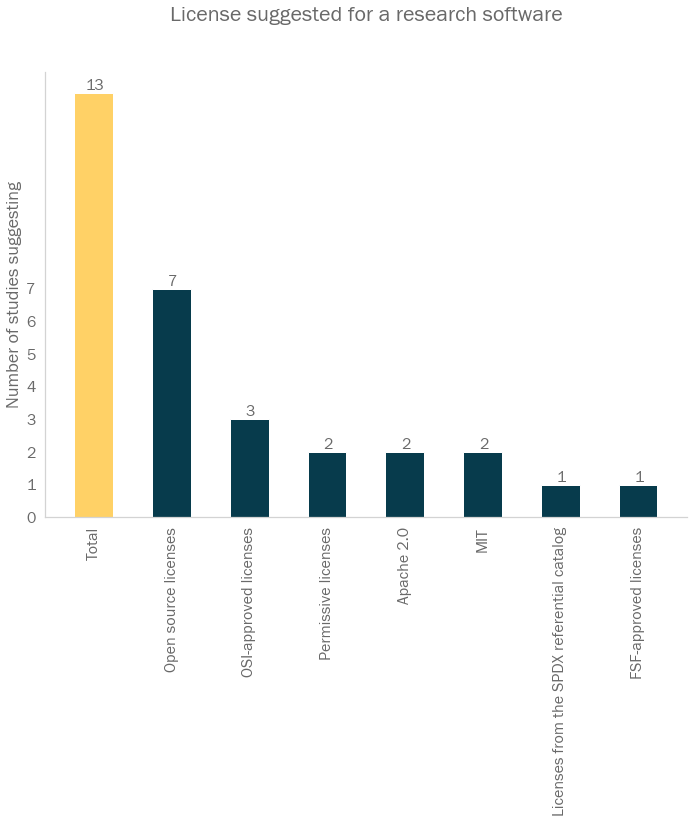 License suggested for a research software
Number of studies suggesting
13
7
3
2
2
2
1
1
7
6
5
4
3
2
1
0
Total
Open source licenses
OSI-approved licenses
Permissive licenses
Apache 2.0
MIT
Licenses from the SPDX referential catalog
FSF-approved licenses